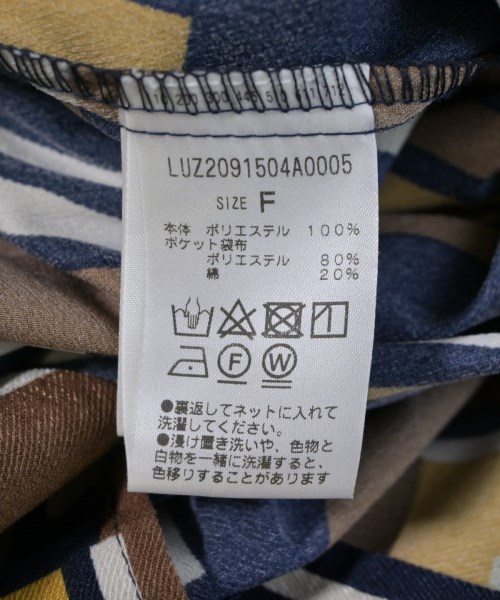 LUZ2091504A0005
SIZE F
本体 ポリエステル 100%
ポケット袋布
ポリエステル 80%
綿 20%
F W
●裏返してネットに入れて
洗濯してください。
●浸け置き洗いや、色物と
白物を一緒に洗濯すると、
色移りすることがあります